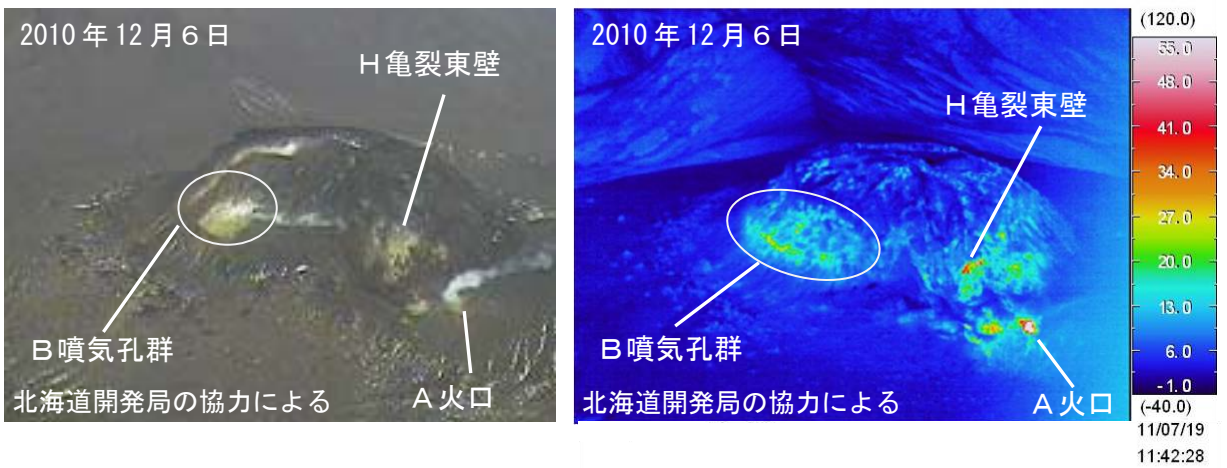 2010年12月6日
H亀裂東壁
B噴気孔群
北海道開発局の協力による
A火口
2010年12月6日
H亀裂東壁
B噴気孔群
北海道開発局の協力による
A火口
(120.0)
55.0
48.0
41.0
34.0
27.0
20.0
13.0
6.0
-1.0
(-40.0)
11/07/19
11:42:28